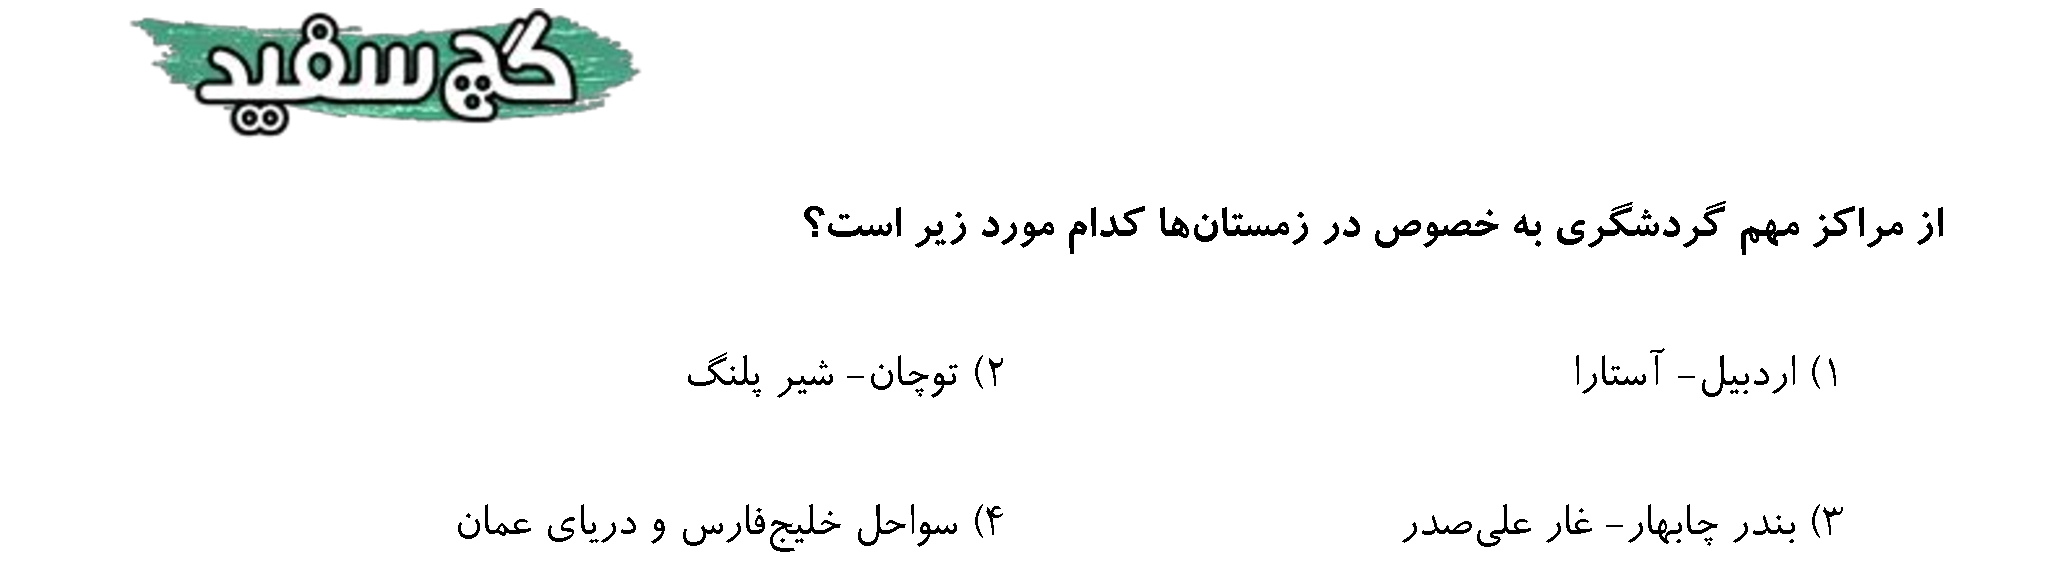 گچ سفید
از مراکز مهم گردشگری به خصوص در زمستان‌ها کدام مورد زیر است؟
۱) اردبیل- آستارا
۲) توچان- شیر پلنگ
۳) بندر چابهار- غار علی‌صدر
۴) سواحل خلیج‌فارس و دریای عمان